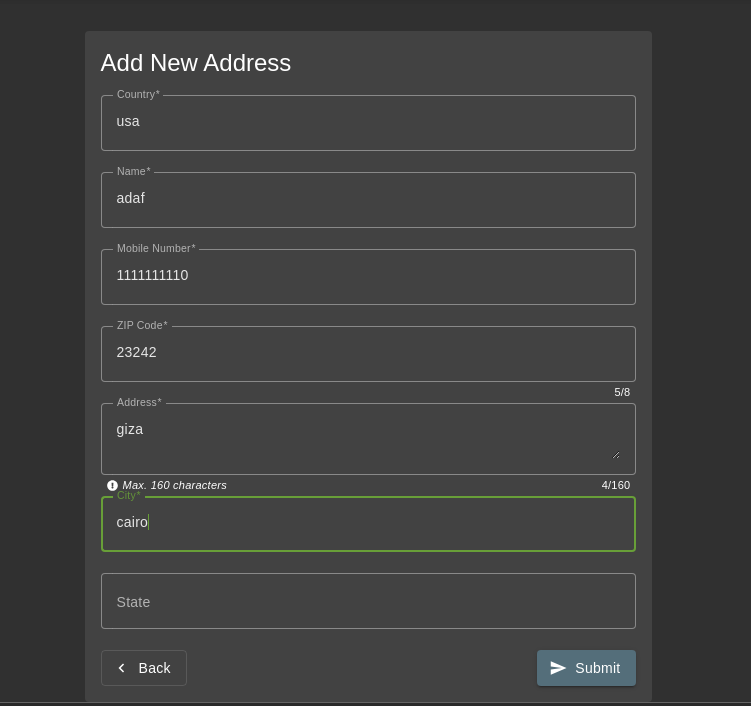 Add New Address
Country*
usa
Name*
adaf
Mobile Number*
1111111110
ZIP Code*
23242
5/8
Address*
giza
Max. 160 characters
4/160
City*
cairo
State
Back
Submit